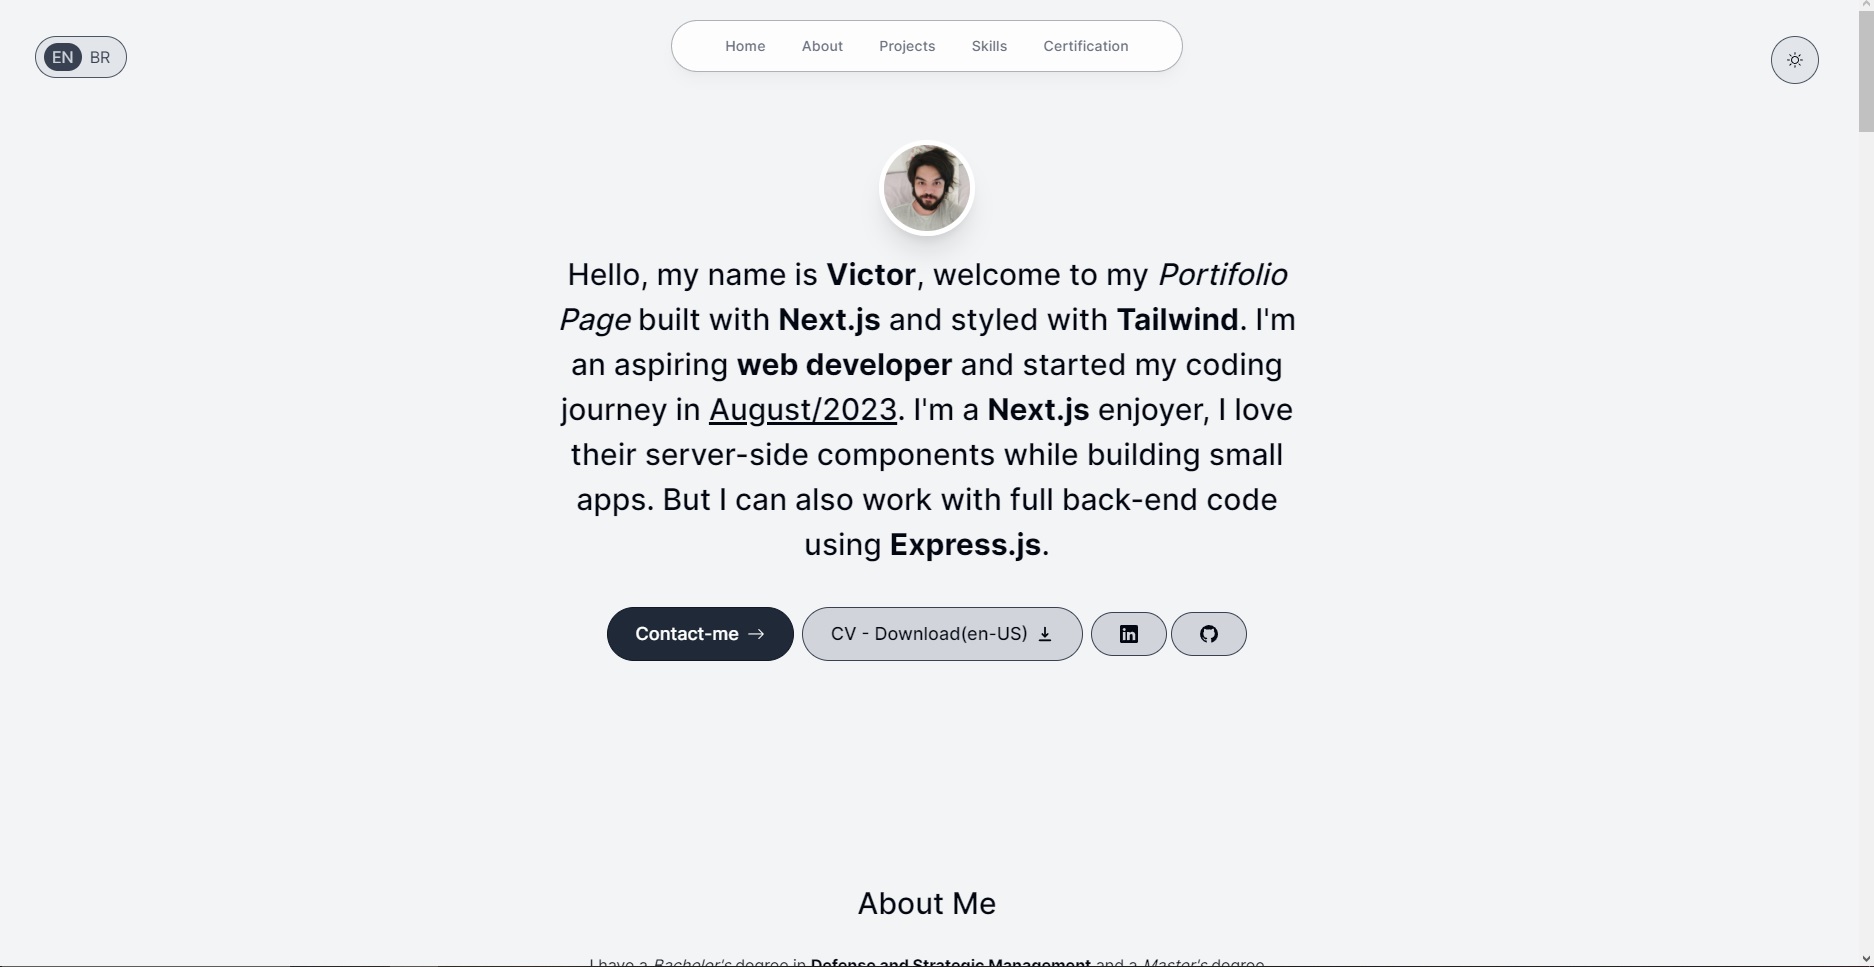 EN BR
Home About Projects Skills Certification
Hello, my name is Victor, welcome to my Portifolio
Page built with Next.js and styled with Tailwind. I'm
an aspiring web developer and started my coding
journey in August/2023. I'm a Next.js enjoyer, I love
their server-side components while building small
apps. But I can also work with full back-end code
using Express.js.
Contact-me → CV - Download(en-US)
in
About Me
I have a Bachelor's degree in Defense and Strategic Management and a Master's degree